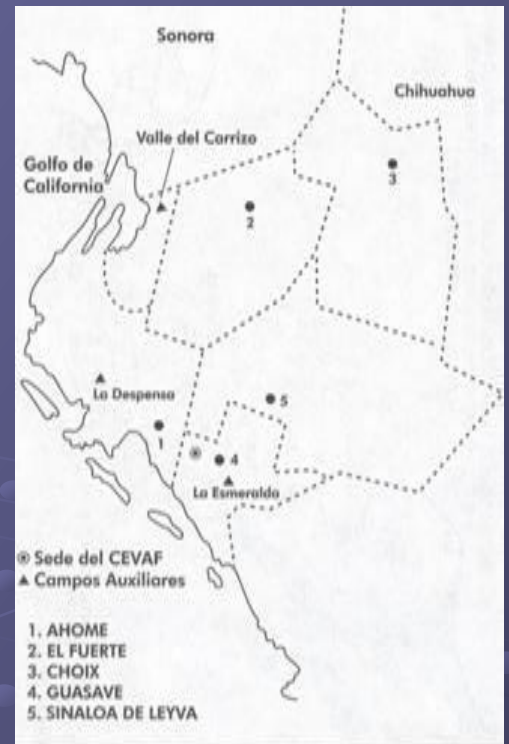 Sonora
Chihuahua
Valle del Carrizo
Golfo de
California
3
2
La Despensa
5
1
4
La Esmeralda
Sede del CEVAF
Campos Auxiliares
1. AHOME
2. EL FUERTE
3. CHOIX
4. GUASAVE
5. SINALOA DE LEYVA